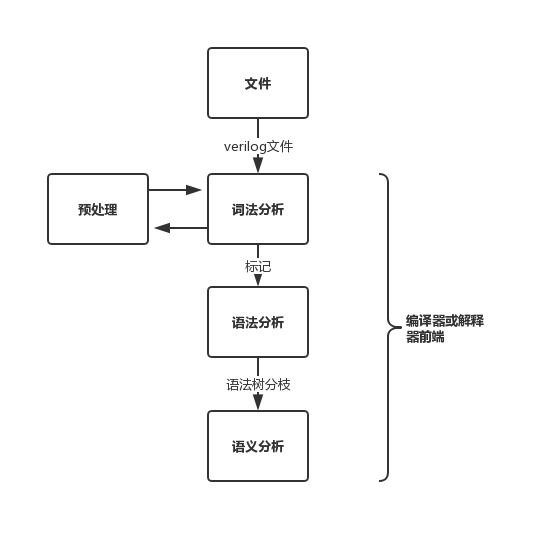 文件
verilog文件
预处理
词法分析
标记
语法分析
编译器或解释
器前端
语法树分枝
语义分析